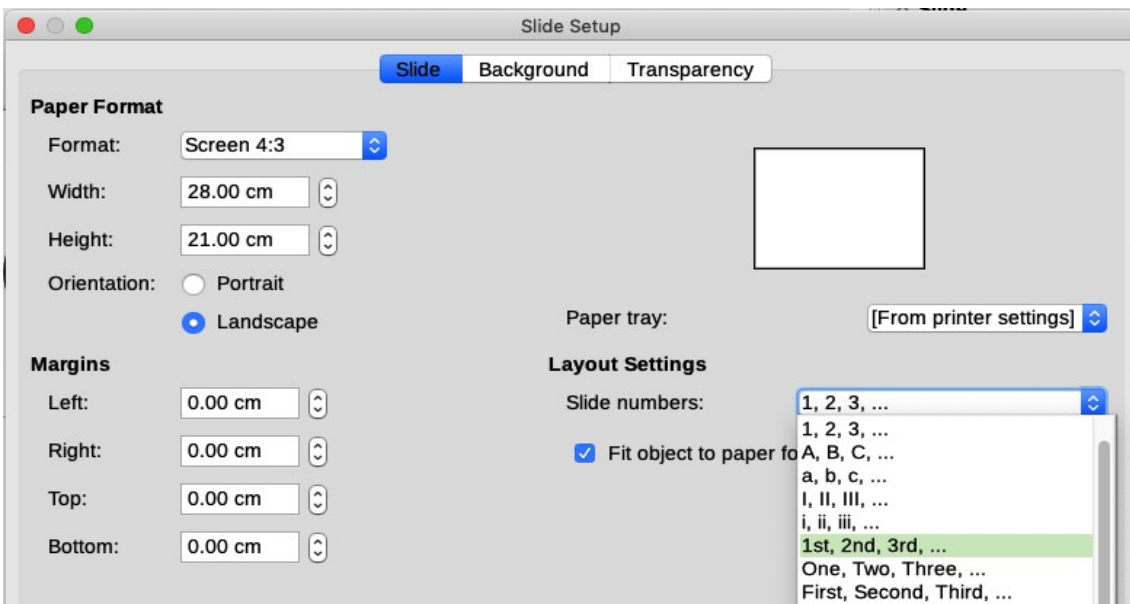 Slide Setup
Slide Background Transparency
Paper Format
Format: Screen 4:3
Width: 28.00 cm
Height: 21.00 cm
Orientation: Portrait
Landscape
Paper tray: [From printer settings]
Margins
Left: 0.00 cm
Right: 0.00 cm
Top: 0.00 cm
Bottom: 0.00 cm
Layout Settings
Slide numbers: 1, 2, 3, ...
Fit object to paper fo
1, 2, 3, ...
A, B, C, ...
a, b, c, ...
I, II, III, ...
i, ii, iii, ...
1st, 2nd, 3rd, ...
One, Two, Three, ...
First, Second, Third, ...